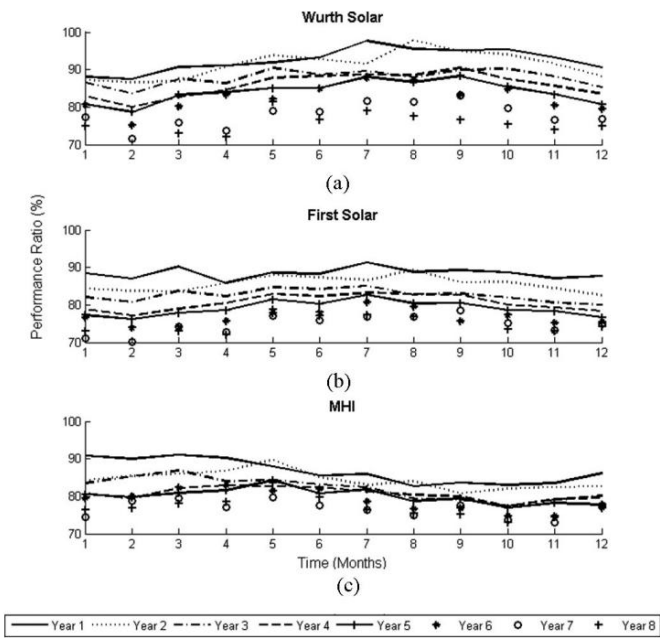 Wurth Solar
100
90
80
70
1 2 3 4 5 6 7 8 9 10 11 12
(a)
Performance Ratio (%)
First Solar
100
90
80
70
1 2 3 4 5 6 7 8 9 10 11 12
(b)
MHI
100
90
80
70
1 2 3 4 5 6 7 8 9 10 11 12
Time (Months)
(c)
Year 1 Year 2 Year 3 Year 4 Year 5 Year 6 Year 7 Year 8